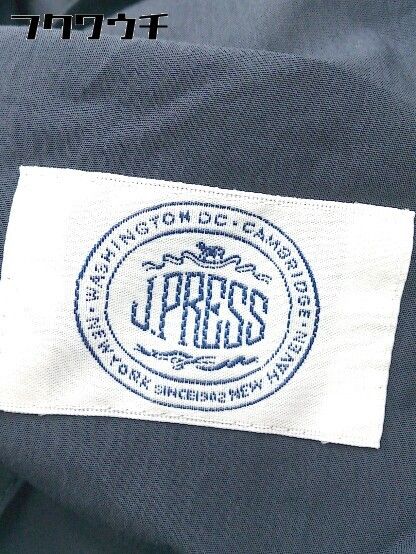 フクワウチ
WASHINGTON DC · CAMBRIDGE · NEW HAVEN · NEW YORK
J.PRESS
SINCE1902